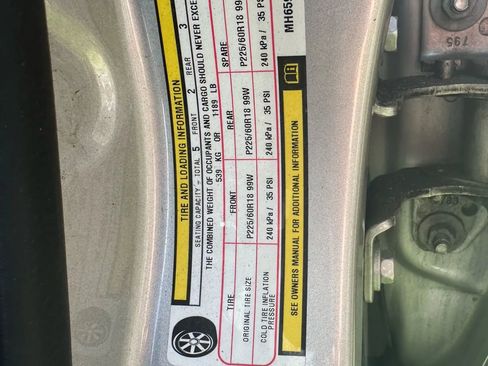 TIRE AND LOADING INFORMATION
SEATING CAPACITY - TOTAL 5 FRONT 2 REAR 3
THE COMBINED WEIGHT OF OCCUPANTS AND CARGO SHOULD NEVER EXCE
539 KG OR 1189 LB
TIRE FRONT REAR SPARE
ORIGINAL TIRE SIZE P225/60R18 99W P225/60R18 99W P225/60R18 99W
COLD TIRE INFLATION PRESSURE 240 kPa / 35 PSI 240 kPa / 35 PSI 240 kPa / 35 PSI
SEE OWNERS MANUAL FOR ADDITIONAL INFORMATION
MH659
795